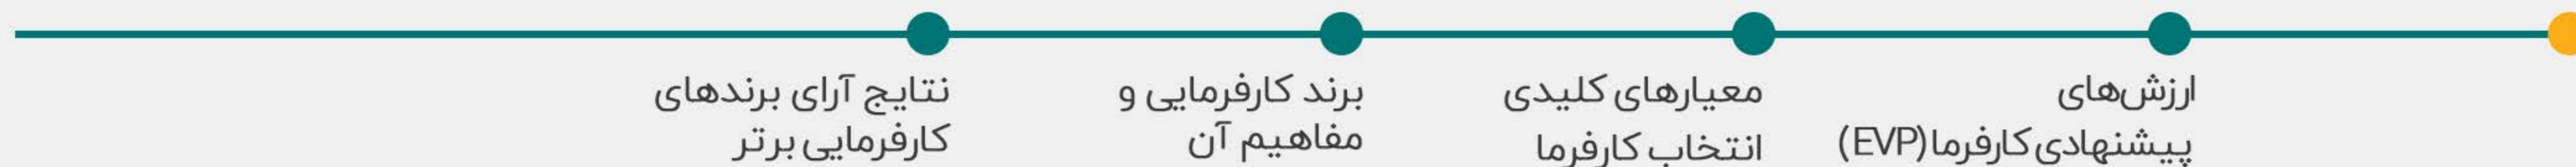 ارزش‌های
پیشنهادی کارفرما(EVP)
معیارهای کلیدی
انتخاب کارفرما
برند کارفرمایی و
مفاهیم آن
نتایج آرای برندهای
کارفرمایی برتر